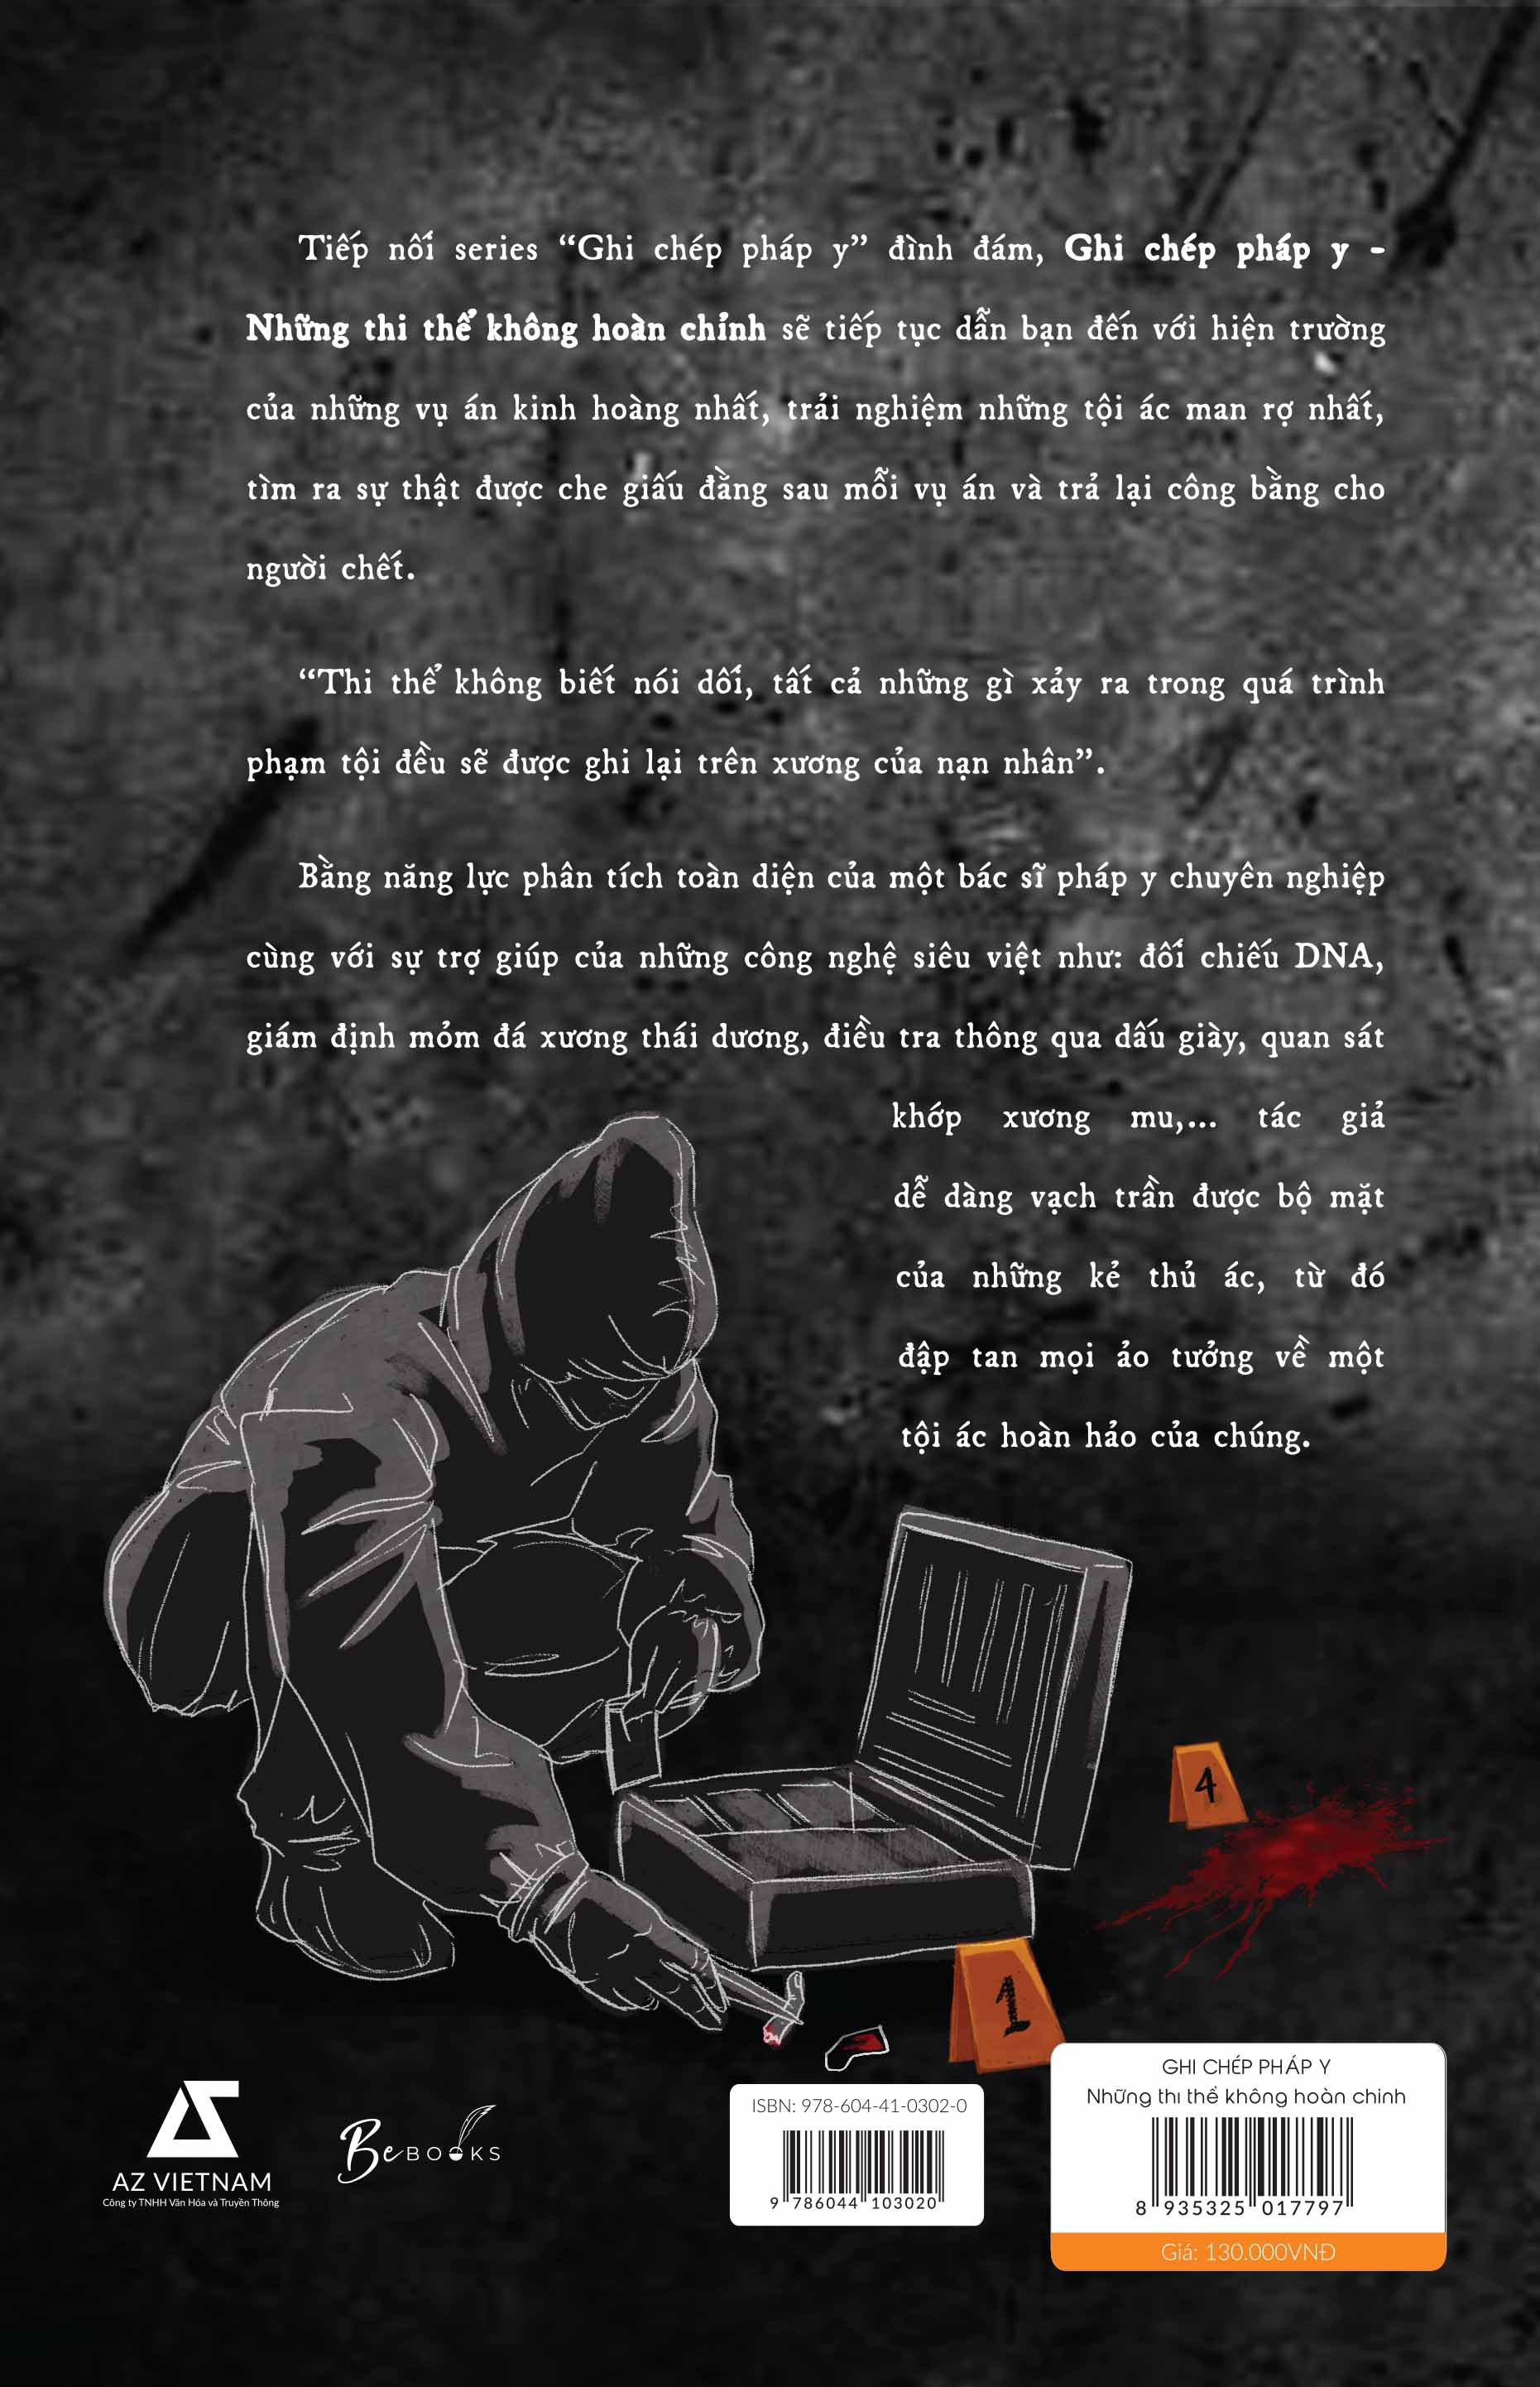 Tiếp nối series “Ghi chép pháp y” đình đám, Ghi chép pháp y -
Những thi thể không hoàn chỉnh sẽ tiếp tục dẫn bạn đến với hiện trường
của những vụ án kinh hoàng nhất, trải nghiệm những tội ác man rợ nhất,
tìm ra sự thật được che giấu đằng sau mỗi vụ án và trả lại công bằng cho
người chết.
“Thi thể không biết nói dối, tất cả những gì xảy ra trong quá trình
phạm tội đều sẽ được ghi lại trên xương của nạn nhân”.
Bằng năng lực phân tích toàn diện của một bác sĩ pháp y chuyên nghiệp
cùng với sự trợ giúp của những công nghệ siêu việt như: đối chiếu DNA,
giám định mỏm đá xương thái dương, điều tra thông qua dấu giày, quan sát
khớp xương mu,... tác giả
dễ dàng vạch trần được bộ mặt
của những kẻ thủ ác, từ đó
đập tan mọi ảo tưởng về một
tội ác hoàn hảo của chúng.
4
1
AZ VIETNAM
Công ty TNHH Văn Hóa và Truyền Thông
BeBOOKS
ISBN: 978-604-41-0302-0
9 786044 103020
GHI CHÉP PHÁP Y
Những thi thể không hoàn chỉnh
8 935325 017797
Giá: 130.000VNĐ